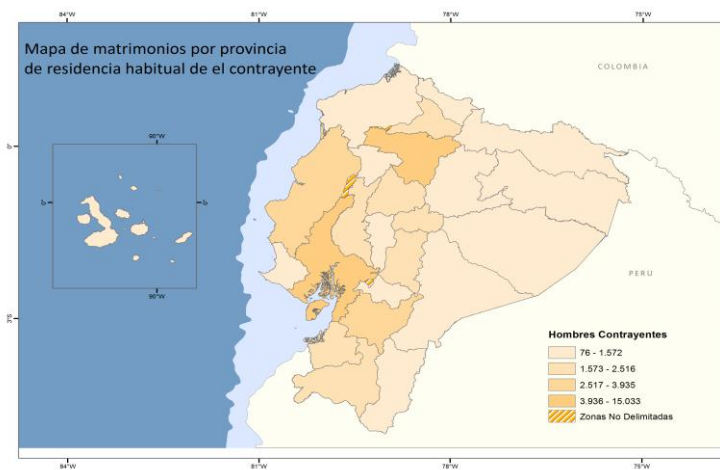 84°W 81°W 78°W 75°W
Mapa de matrimonios por provincia
de residencia habitual de el contrayente
COLOMBIA
90°W
0°
0°
0°
90°W
PERU
Hombres Contrayentes
76 - 1.572
1.573 - 2.516
2.517 - 3.935
3.936 - 15.033
Zonas No Delimitadas
84°W 81°W 78°W 75°W